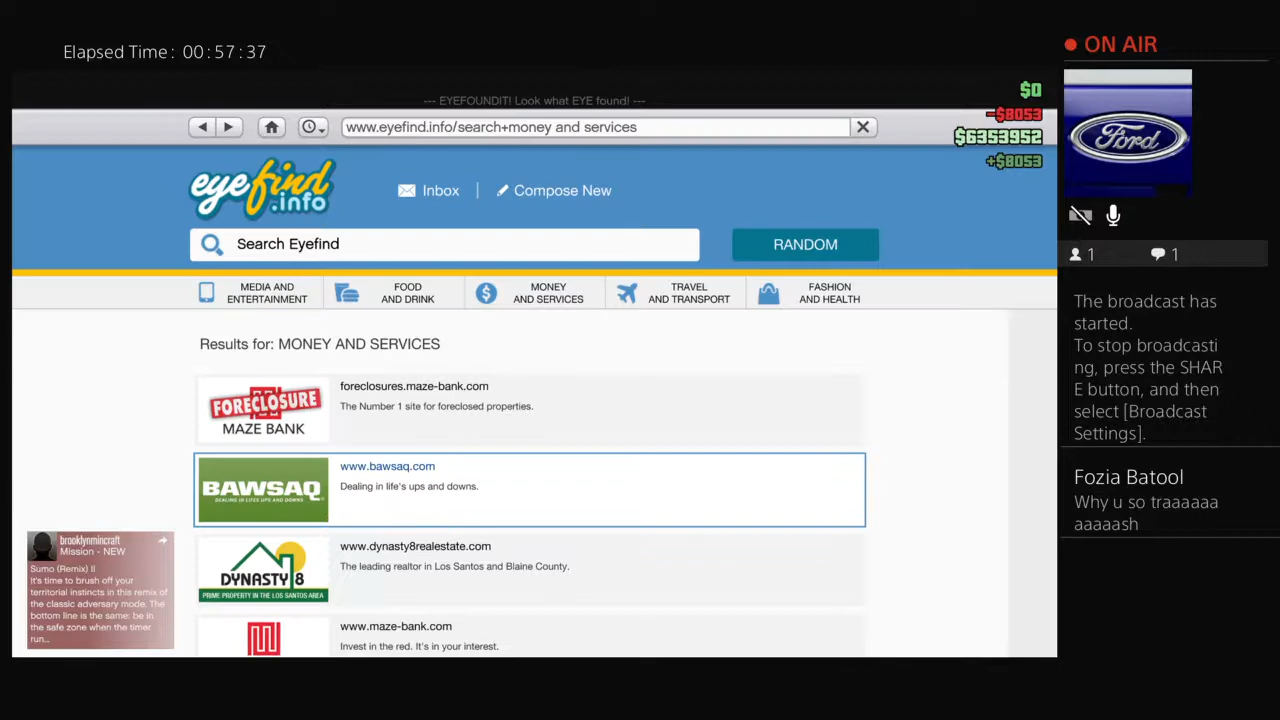 Elapsed Time: 00:57:37
ON AIR
--- EYEFOUNDIT! Look what EYE found! ---
$0
-$8053
$6353952
+$8053
www.eyefind.info/search+money and services
eyefind
.info
Inbox
Compose New
Search Eyefind
RANDOM
MEDIA AND
ENTERTAINMENT
FOOD
AND DRINK
MONEY
AND SERVICES
TRAVEL
AND TRANSPORT
FASHION
AND HEALTH
Results for: MONEY AND SERVICES
FORECLOSURE
MAZE BANK
foreclosures.maze-bank.com
The Number 1 site for foreclosed properties.
BAWSAQ
DEALING IN LIFE'S UPS AND DOWNS
www.bawsaq.com
Dealing in life's ups and downs.
DYNASTY 8
PRIME PROPERTY IN THE LOS SANTOS AREA
www.dynasty8realestate.com
The leading realtor in Los Santos and Blaine County.
www.maze-bank.com
Invest in the red. It's in your interest.
brooklynmincraft
Mission - NEW
Sumo (Remix) II
It's time to brush off your
territorial instincts in this remix of
the classic adversary mode. The
bottom line is the same: be in
the safe zone when the timer
run...
Ford
1
1
The broadcast has
started.
To stop broadcasti
ng, press the SHAR
E button, and then
select [Broadcast
Settings].
Fozia Batool
Why u so traaaaaa
aaaaash